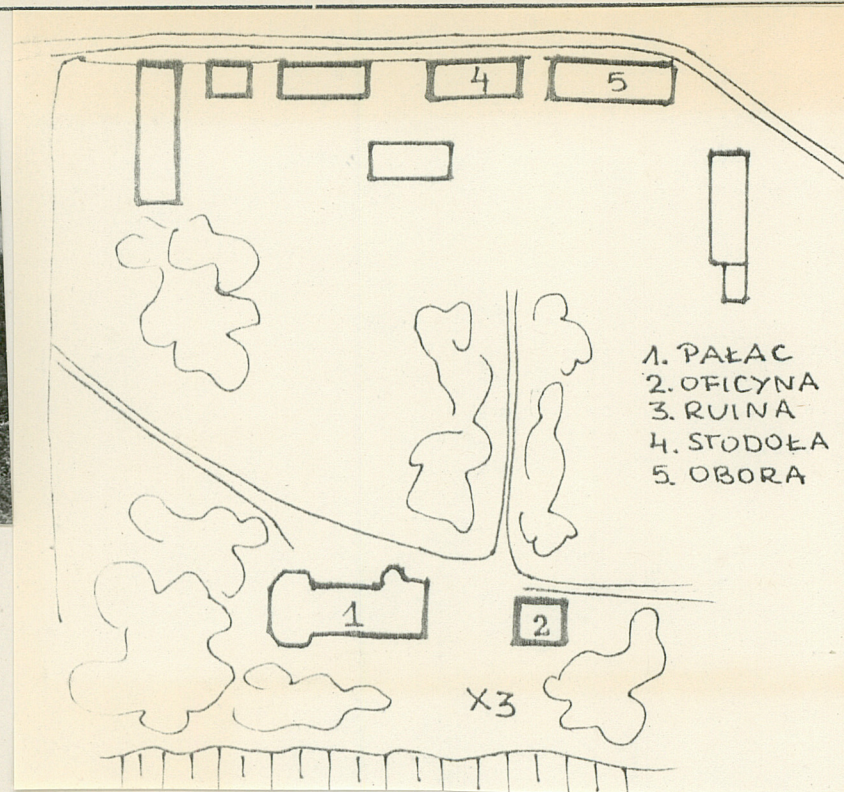 4 5
1. PAŁAC
2. OFICYNA
3. RUINA
4. STODOŁA
5. OBORA
1 2
X3